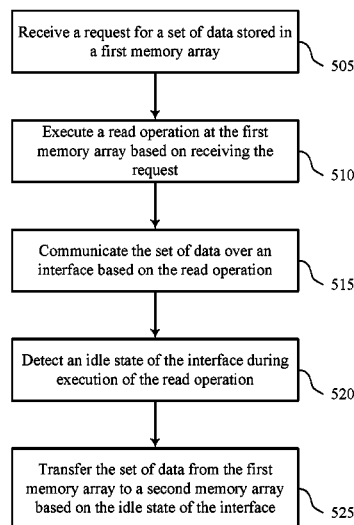 Receive a request for a set of data stored in
a first memory array
505
Execute a read operation at the first
memory array based on receiving the
request
510
Communicate the set of data over an
interface based on the read operation
515
Detect an idle state of the interface during
execution of the read operation
520
Transfer the set of data from the first
memory array to a second memory array
based on the idle state of the interface
525